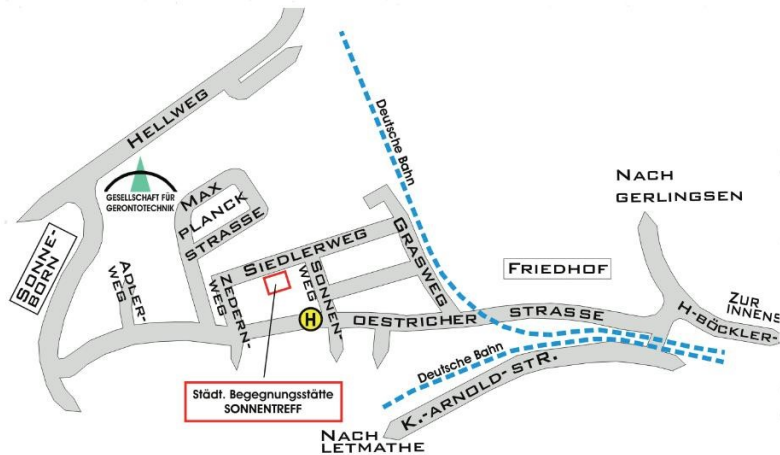 HELLWEG
Deutsche Bahn
GESELLSCHAFT FÜR
GERONTOTECHNIK
MAX
PLANCK
STRASSE
NACH
GERLINGSEN
SONNE-
BORN
ADLER-
WEG
SIEDLERWEG
GRASWEG
ZEDERN-
WEG
SONNEN-
WEG
FRIEDHOF
ZUR
INNENS
H
OESTRICHER STRASSE
H-BÖCKLER-
Deutsche Bahn
Städt. Begegnungsstätte
SONNENTREFF
K.-ARNOLD-STR.
NACH
LETMATHE